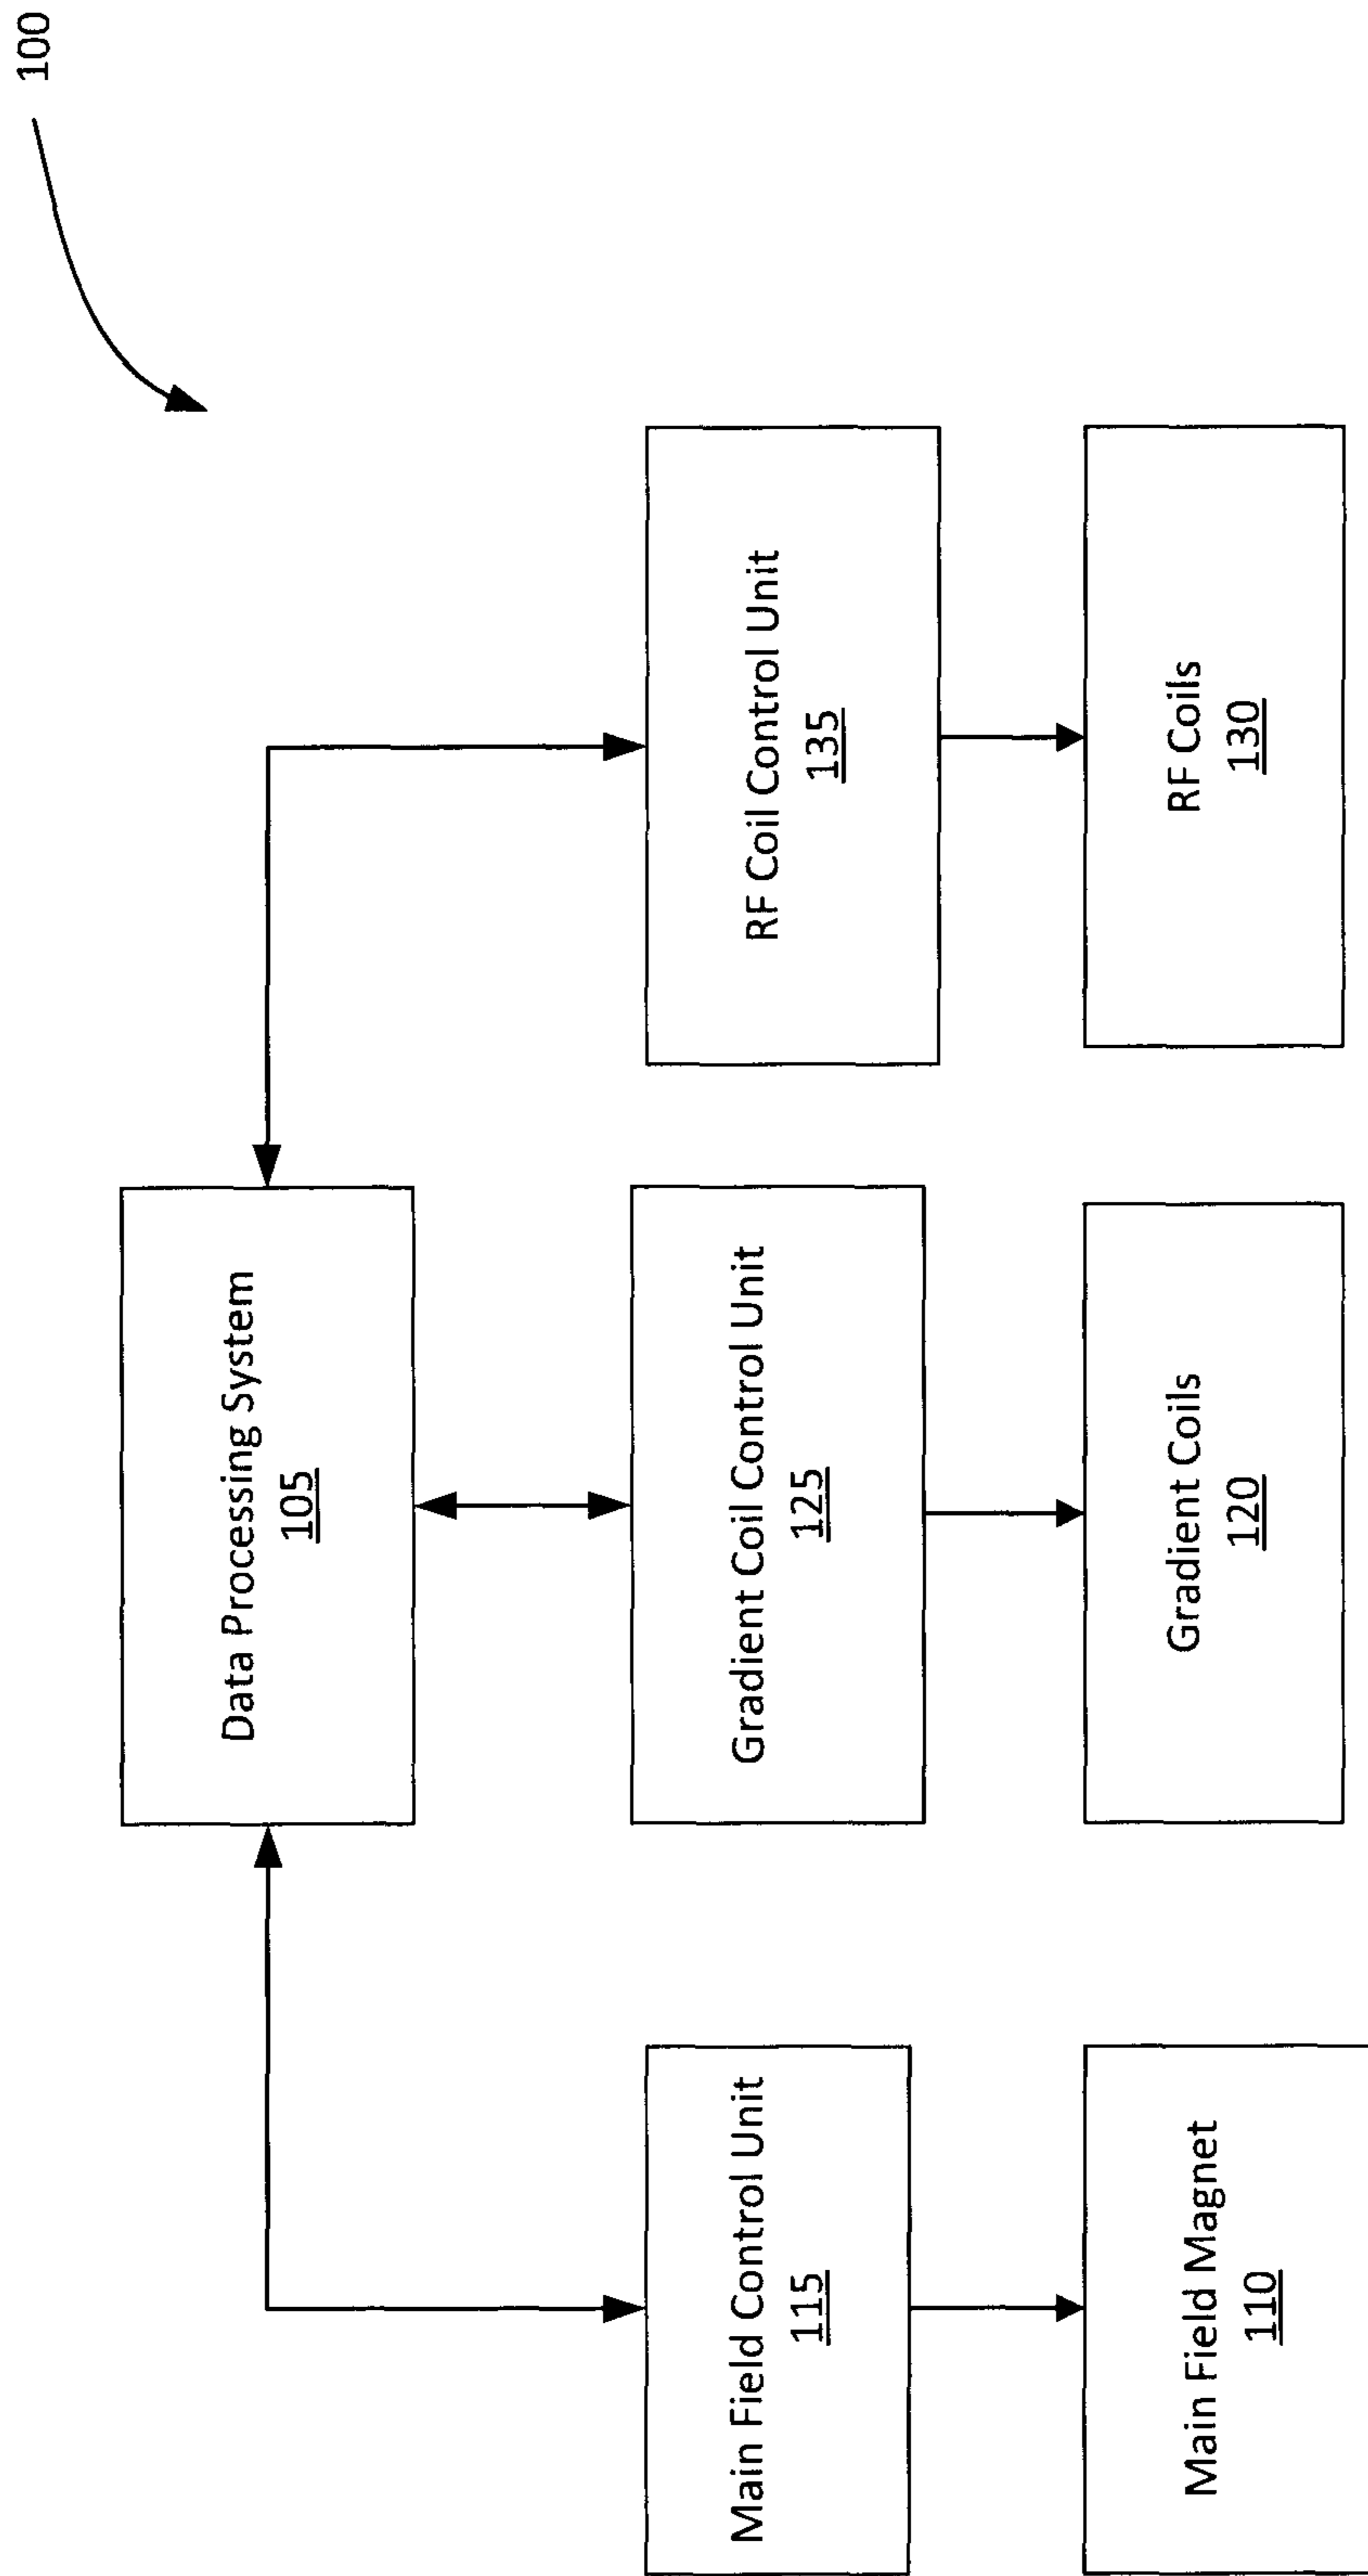 100
Data Processing System
105
Main Field Control Unit
115
Gradient Coil Control Unit
125
RF Coil Control Unit
135
Main Field Magnet
110
Gradient Coils
120
RF Coils
130